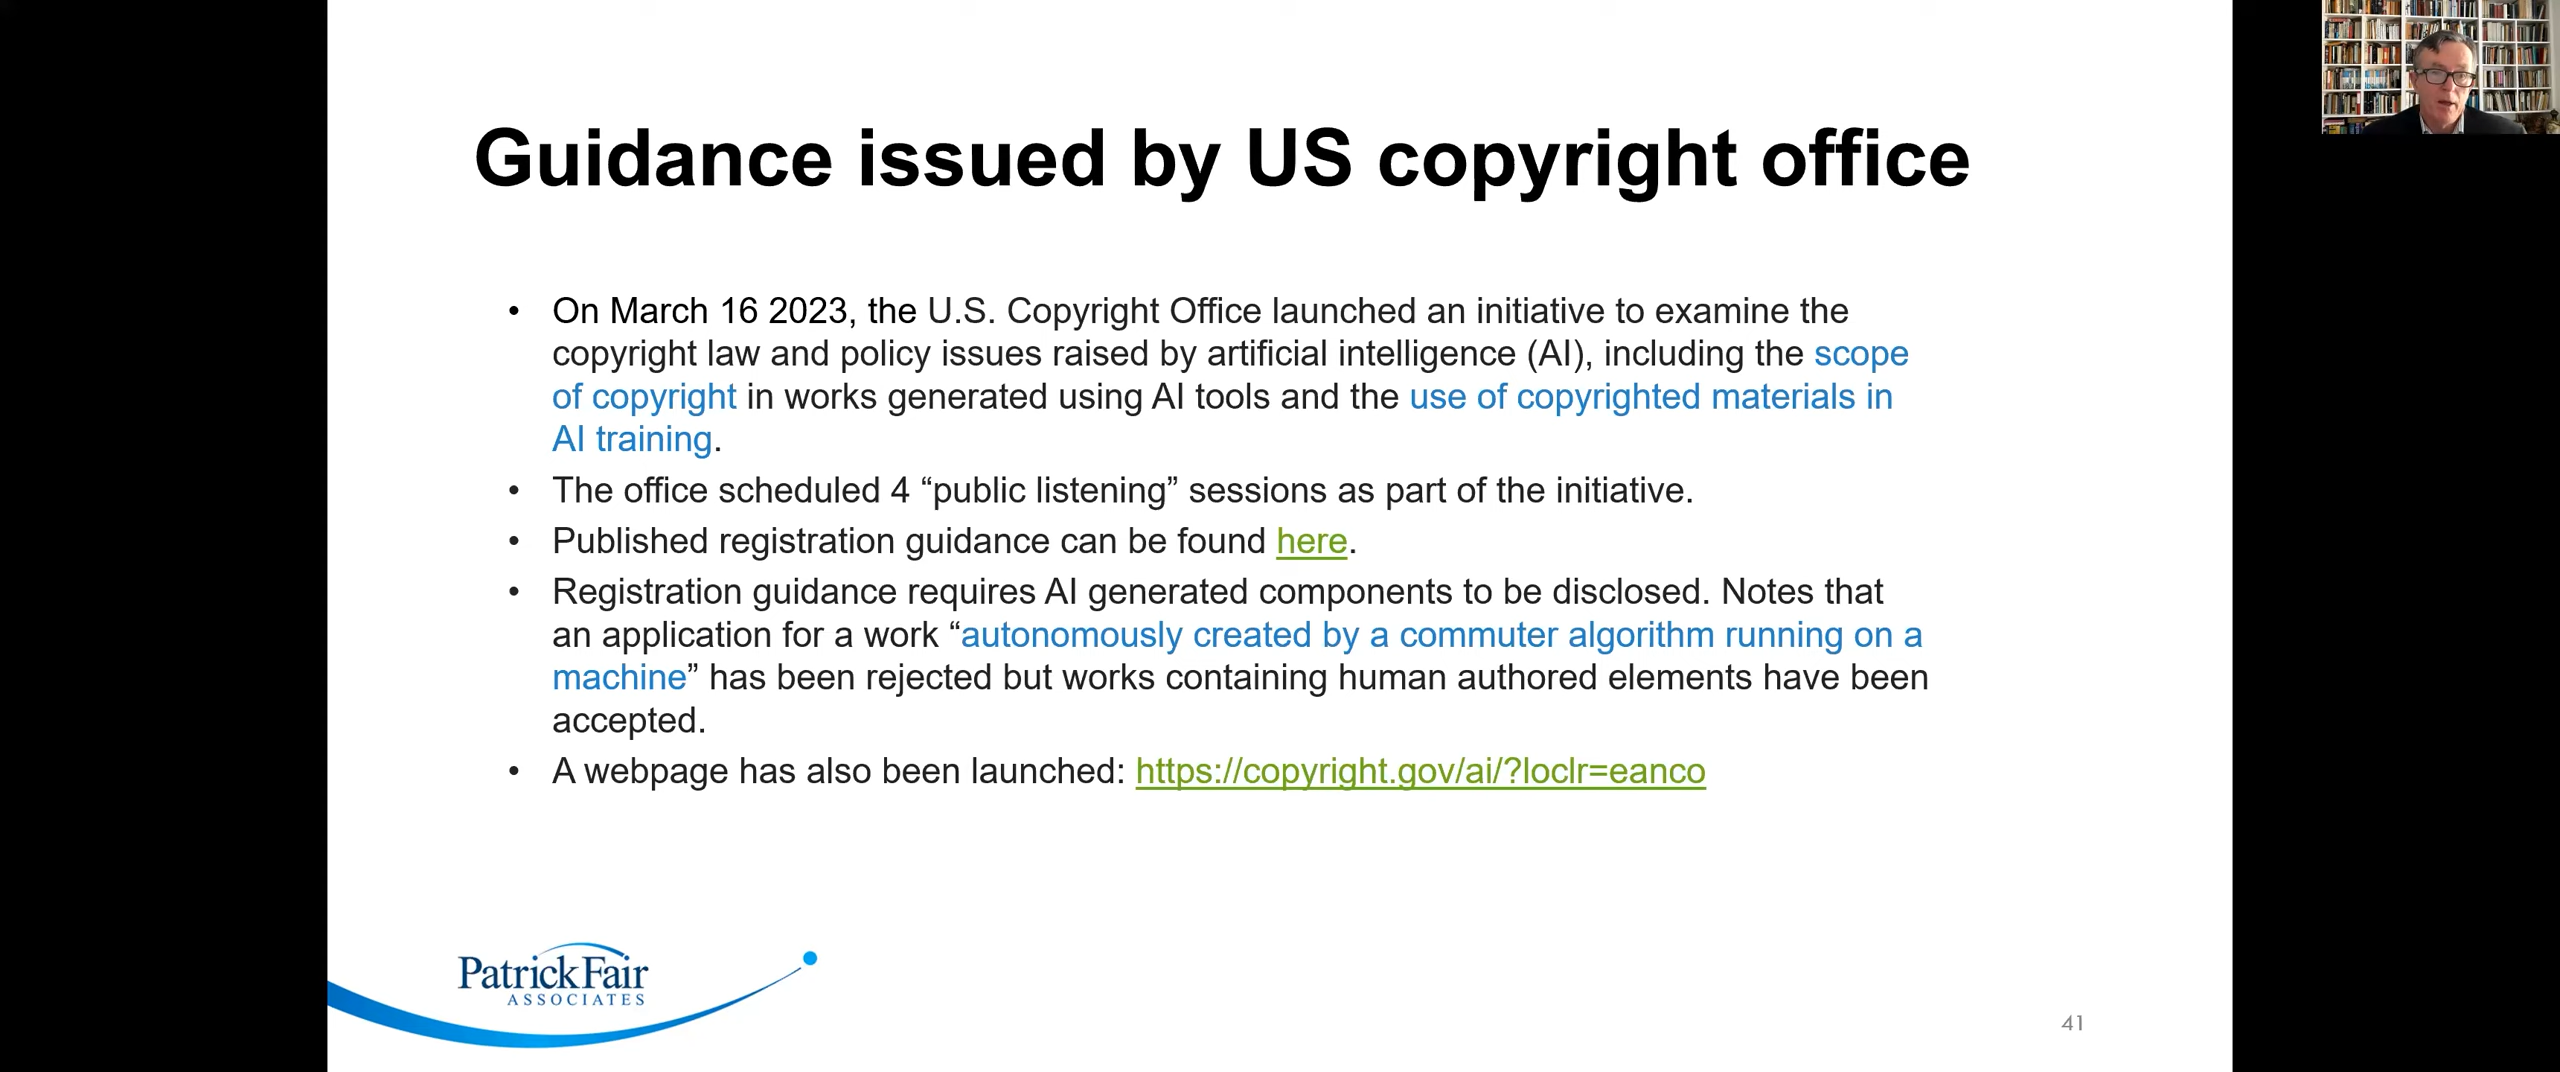 Guidance issued by US copyright office
• On March 16 2023, the U.S. Copyright Office launched an initiative to examine the
copyright law and policy issues raised by artificial intelligence (AI), including the scope
of copyright in works generated using AI tools and the use of copyrighted materials in
AI training.
• The office scheduled 4 “public listening” sessions as part of the initiative.
• Published registration guidance can be found here.
• Registration guidance requires AI generated components to be disclosed. Notes that
an application for a work “autonomously created by a commuter algorithm running on a
machine” has been rejected but works containing human authored elements have been
accepted.
• A webpage has also been launched: https://copyright.gov/ai/?loclr=eanco
PatrickFair
ASSOCIATES
41